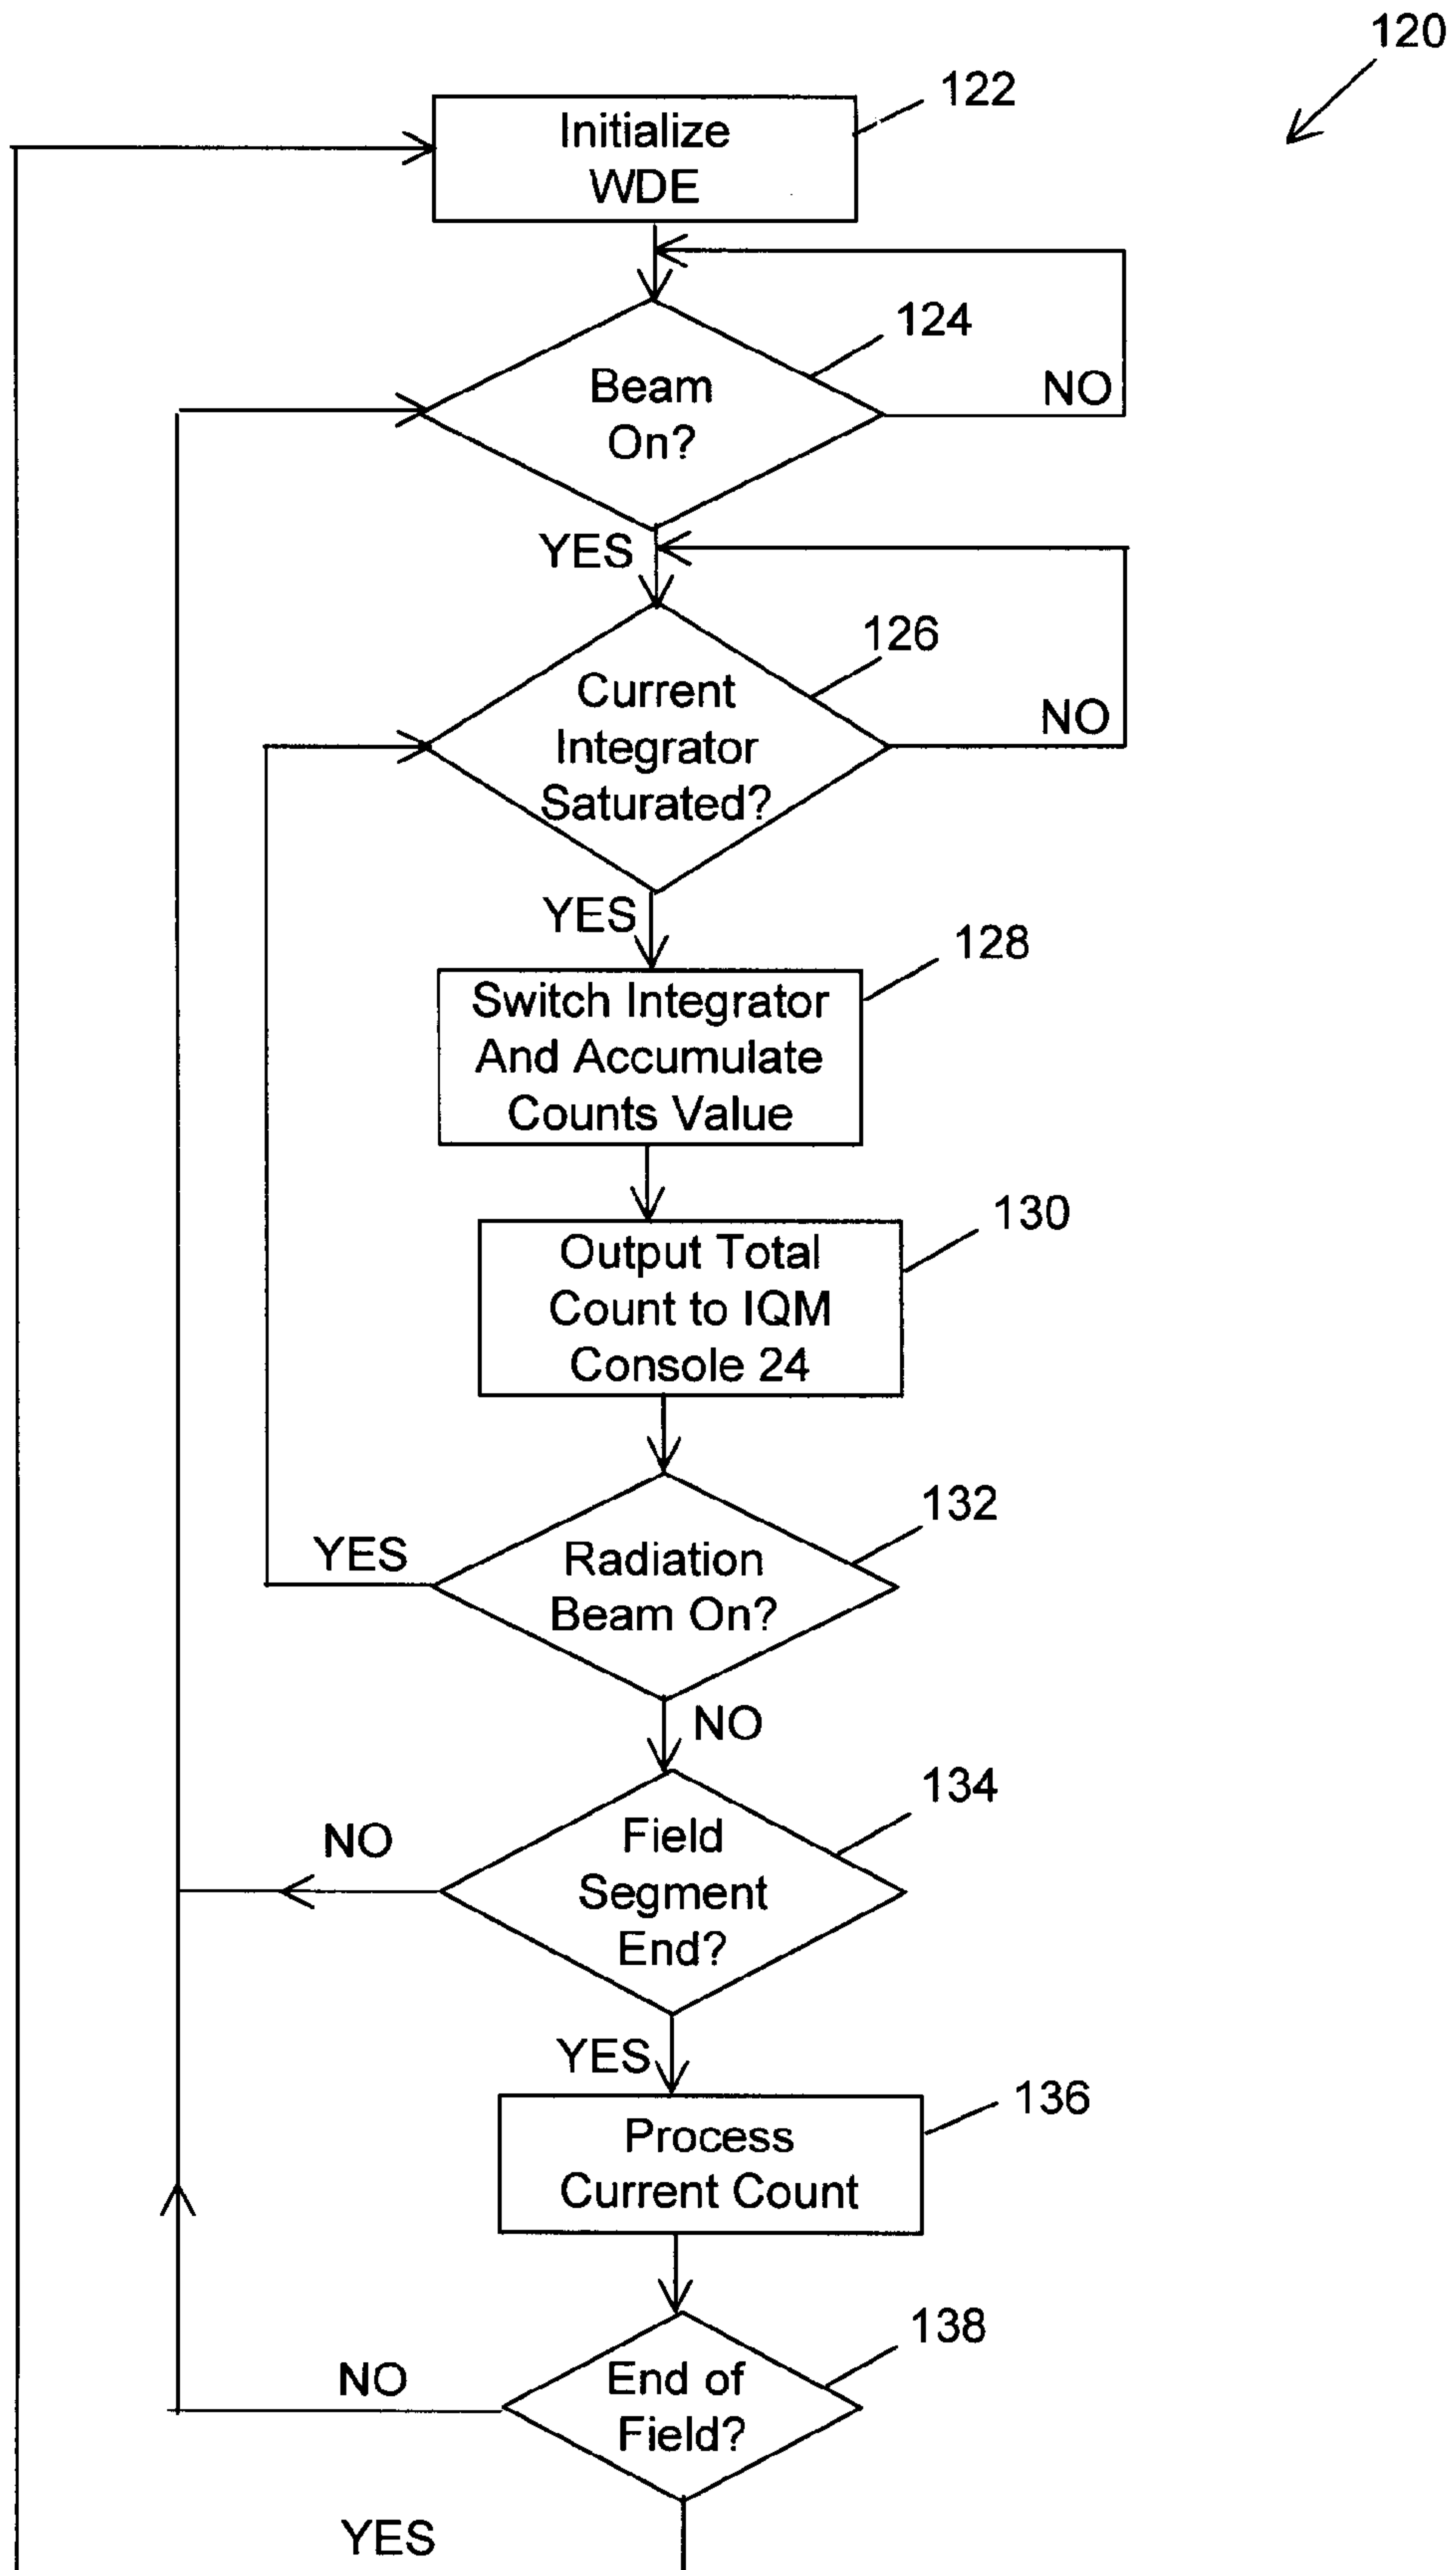 120
122
Initialize
WDE
124
Beam
On?
NO
YES
126
Current
Integrator
Saturated?
NO
YES
128
Switch Integrator
And Accumulate
Counts Value
130
Output Total
Count to IQM
Console 24
132
YES
Radiation
Beam On?
NO
134
NO
Field
Segment
End?
YES
136
Process
Current Count
138
NO
End of
Field?
YES